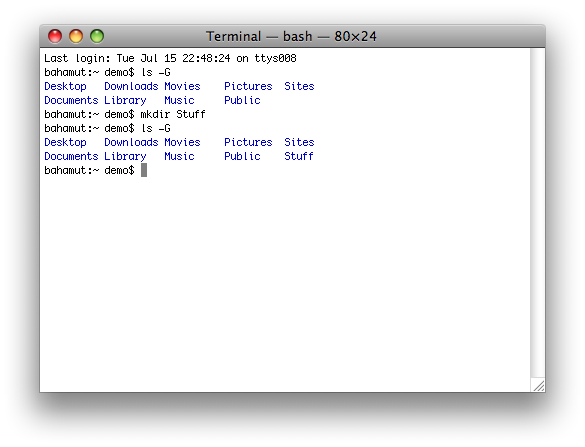 Terminal — bash — 80×24
Last login: Tue Jul 15 22:48:24 on ttys008
bahamut:~ demo$ ls -G
Desktop   Downloads Movies    Pictures  Sites
Documents Library   Music     Public
bahamut:~ demo$ mkdir Stuff
bahamut:~ demo$ ls -G
Desktop   Downloads Movies    Pictures  Sites
Documents Library   Music     Public    Stuff
bahamut:~ demo$